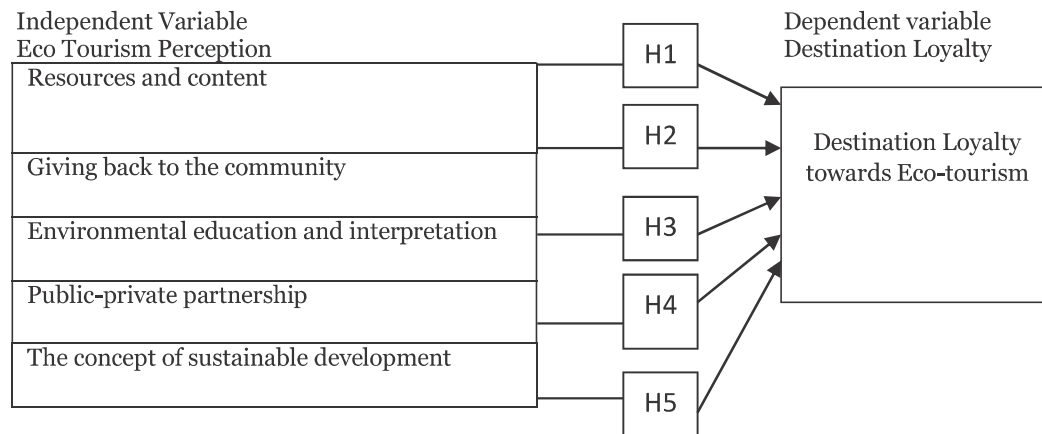 Independent Variable
Eco Tourism Perception
Resources and content
Giving back to the community
Environmental education and interpretation
Public-private partnership
The concept of sustainable development
H1
H2
H3
H4
H5
Dependent variable
Destination Loyalty
Destination Loyalty
towards Eco-tourism